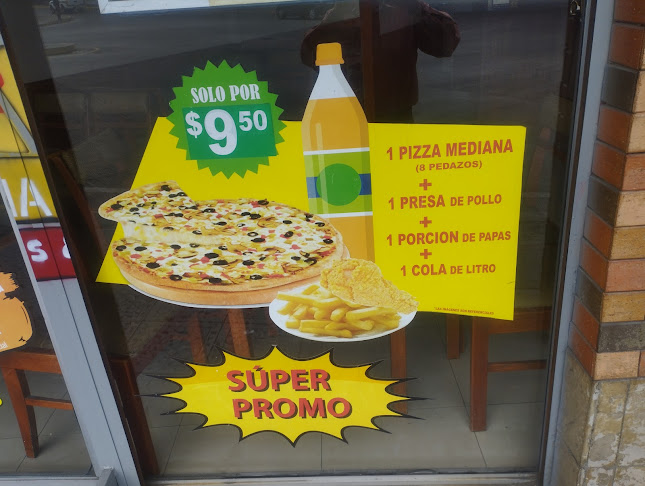 SOLO POR
$9.50
1 PIZZA MEDIANA
(8 PEDAZOS)
+
1 PRESA DE POLLO
+
1 PORCION DE PAPAS
+
1 COLA DE LITRO
SÚPER
PROMO